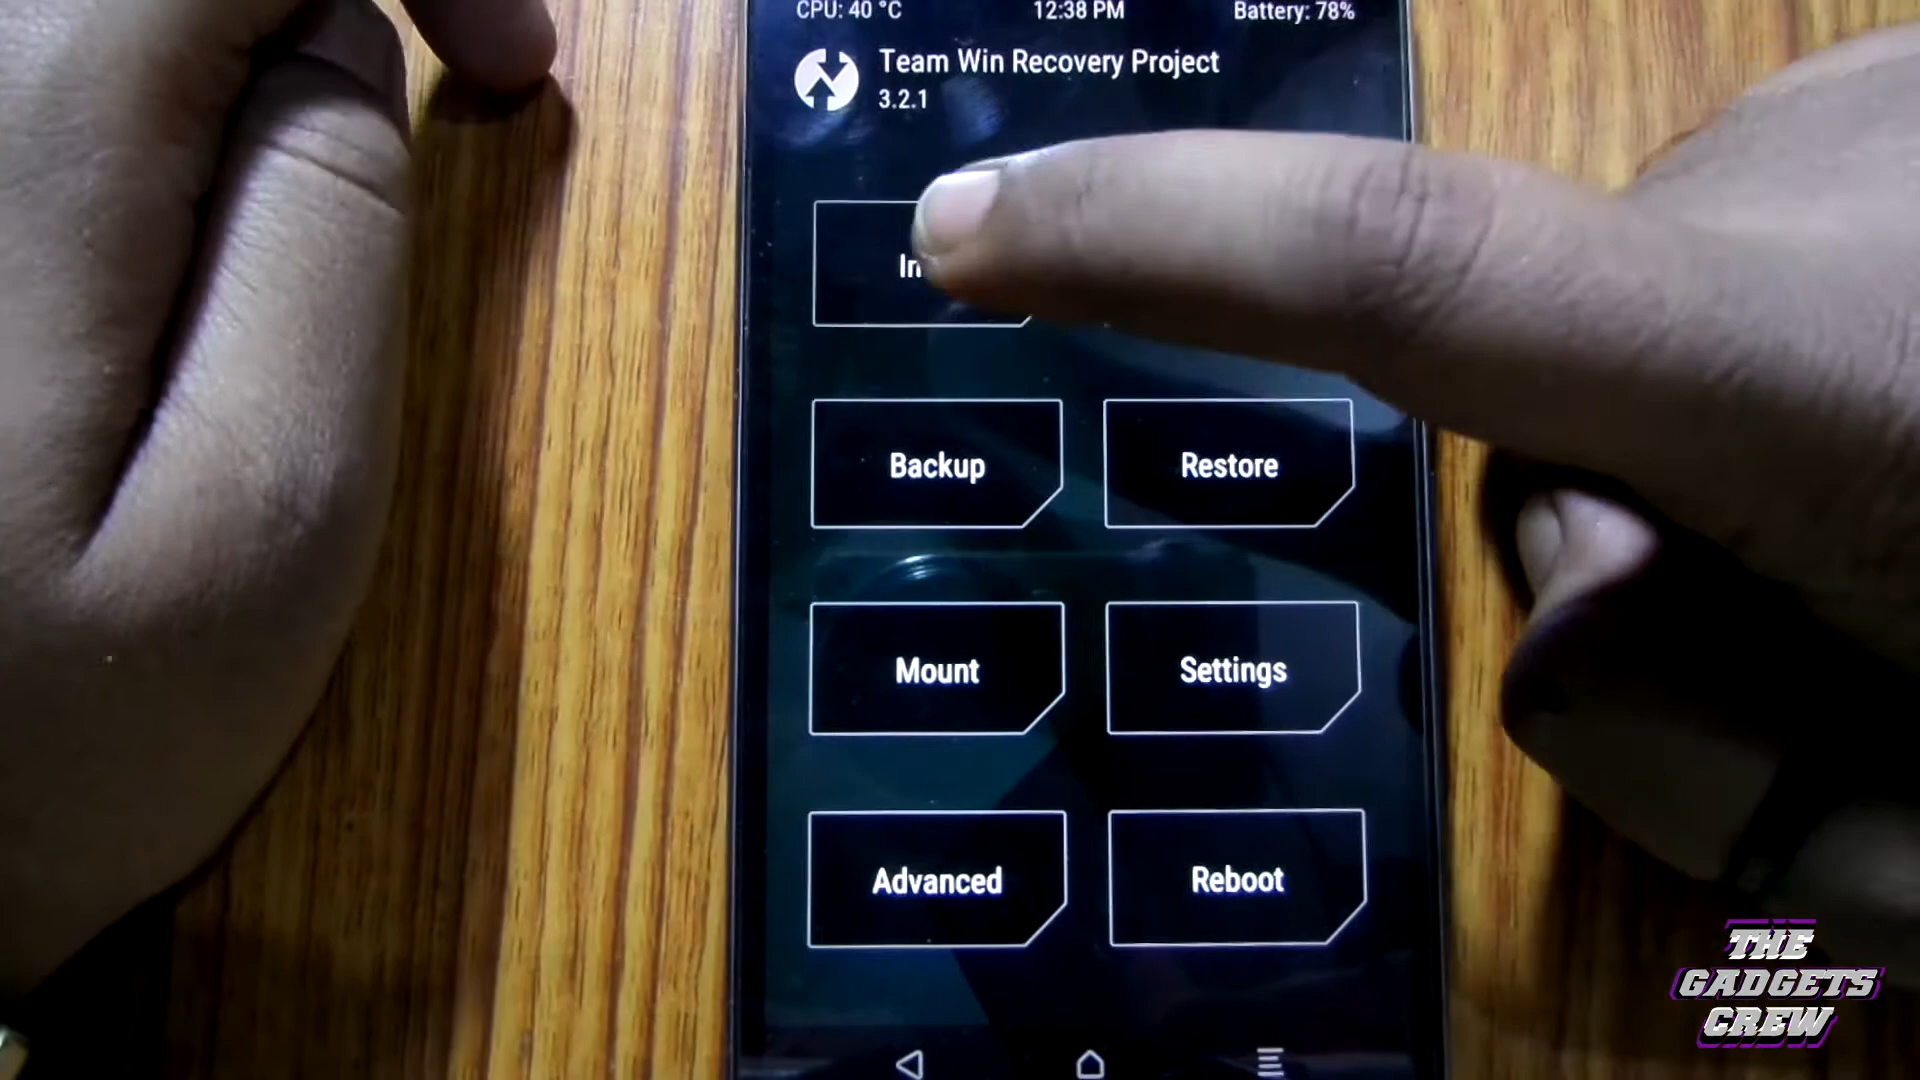 CPU: 40 °C 12:38 PM Battery: 78%
Team Win Recovery Project
3.2.1
Backup Restore
Mount Settings
Advanced Reboot
THE
GADGETS
CREW